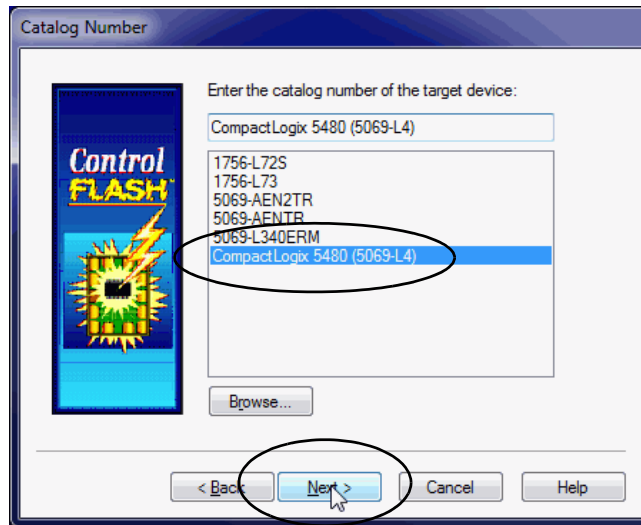 Catalog Number
Enter the catalog number of the target device:
CompactLogix 5480 (5069-L4)
Control
FLASH™
1756-L72S
1756-L73
5069-AEN2TR
5069-AENTR
5069-L340ERM
CompactLogix 5480 (5069-L4)
Browse...
< Back
Next >
Cancel
Help